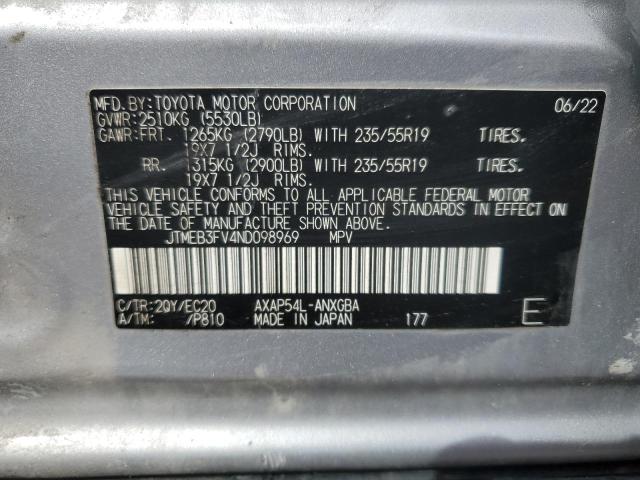 MFD.BY:TOYOTA MOTOR CORPORATION 06/22
GVWR:2510KG (5530LB)
GAWR:FRT. 1265KG (2790LB) WITH 235/55R19 TIRES.
19X7 1/2J RIMS.
RR. 1315KG (2900LB) WITH 235/55R19 TIRES.
19X7 1/2J RIMS.
THIS VEHICLE CONFORMS TO ALL APPLICABLE FEDERAL MOTOR
VEHICLE SAFETY AND THEFT PREVENTION STANDARDS IN EFFECT ON
THE DATE OF MANUFACTURE SHOWN ABOVE.
JTMEB3FV4ND098969 MPV
C/TR:2QY/EC20 AXAP54L-ANXGBA
A/TM: /P810 MADE IN JAPAN 177 E